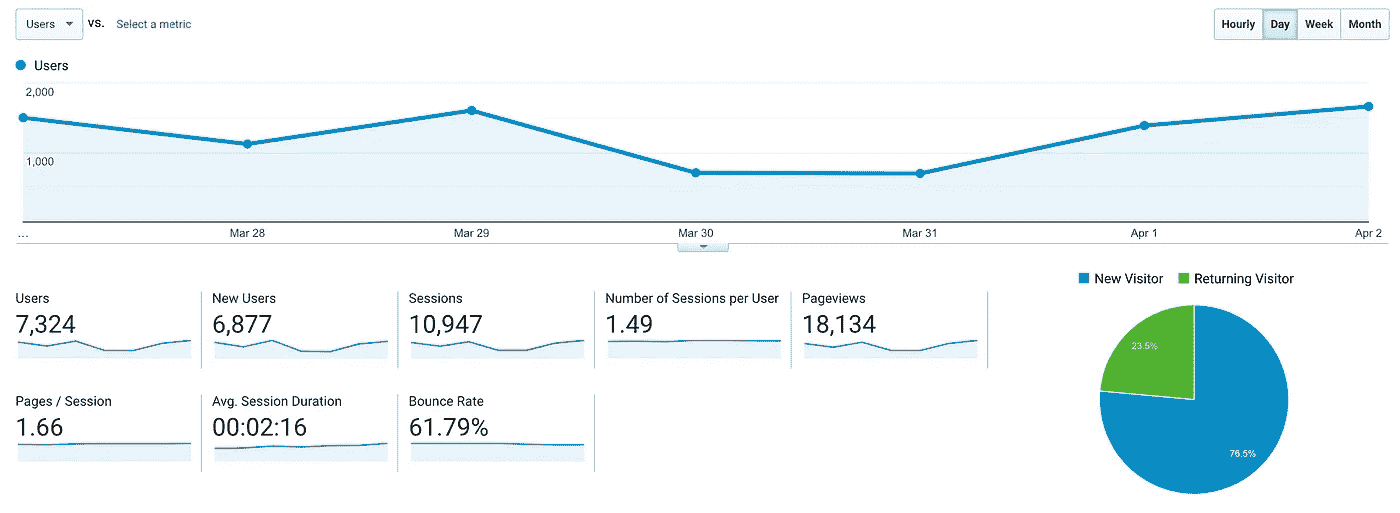 Users vs. Select a metric Hourly Day Week Month
Users
2,000
1,000
... Mar 28 Mar 29 Mar 30 Mar 31 Apr 1 Apr 2
New Visitor Returning Visitor
Users New Users Sessions Number of Sessions per User Pageviews
7,324 6,877 10,947 1.49 18,134
23.5%
Pages / Session Avg. Session Duration Bounce Rate
1.66 00:02:16 61.79%
76.5%